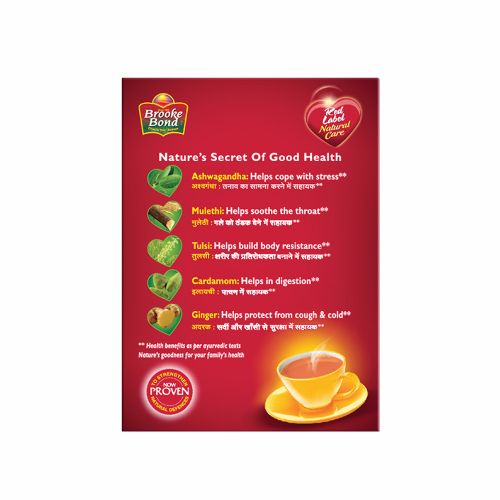 Brooke
Bond
Red
Label
Natural
Care
Nature's Secret Of Good Health
Ashwagandha: Helps cope with stress**
अश्वगंधा : तनाव का सामना करने में सहायक**
Mulethi: Helps soothe the throat**
मुलेठी : गले को ठंडक देने में सहायक**
Tulsi: Helps build body resistance**
तुलसी : शरीर की प्रतिरोधकता बनाने में सहायक**
Cardamom: Helps in digestion**
इलायची : पाचन में सहायक**
Ginger: Helps protect from cough & cold**
अदरक : सर्दी और खाँसी से सुरक्षा में सहायक**
** Health benefits as per ayurvedic texts
Nature's goodness for your family's health
TO STRENGTHEN
NOW
PROVEN
NATURAL DEFENCES